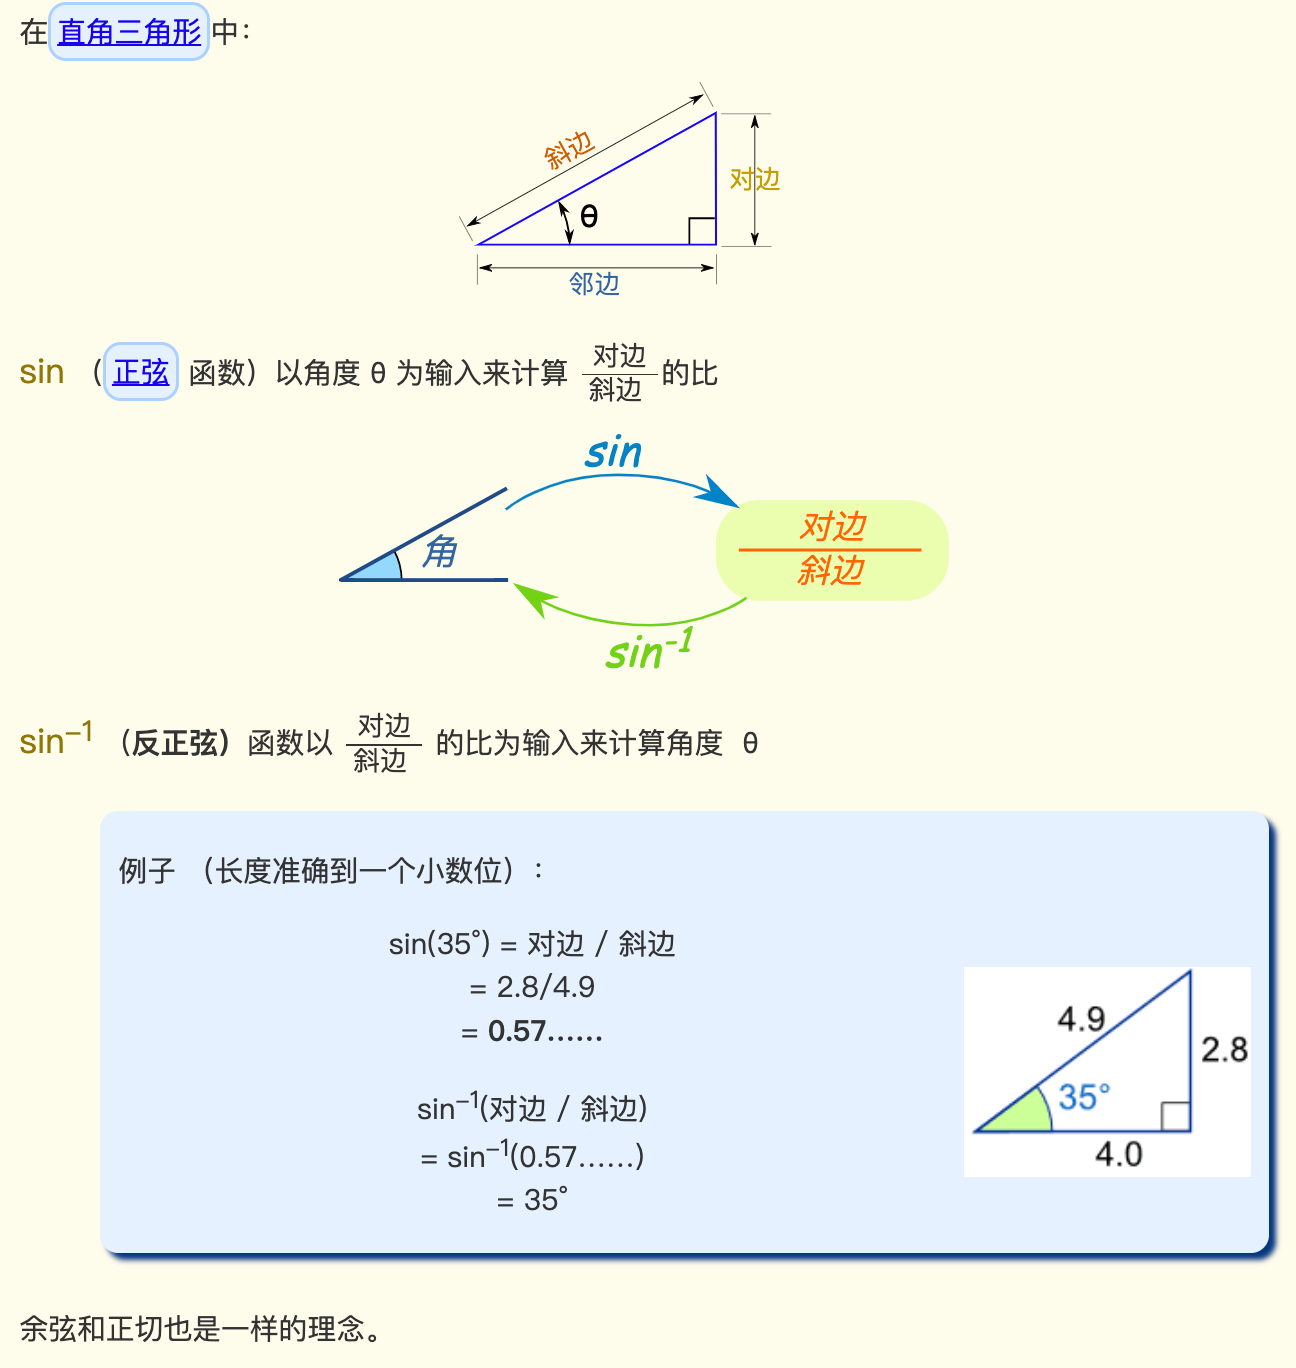 在直角三角形中：
斜边
对边
θ
邻边
sin （正弦 函数）以角度 θ 为输入来计算 对边/斜边 的比
sin
角
对边
斜边
sin⁻¹
sin⁻¹ （反正弦）函数以 对边/斜边 的比为输入来计算角度 θ
例子 （长度准确到一个小数位）：
sin(35°) = 对边 / 斜边
= 2.8/4.9
= 0.57……
sin⁻¹(对边 / 斜边)
= sin⁻¹(0.57……)
= 35°
4.9
2.8
35°
4.0
余弦和正切也是一样的理念。